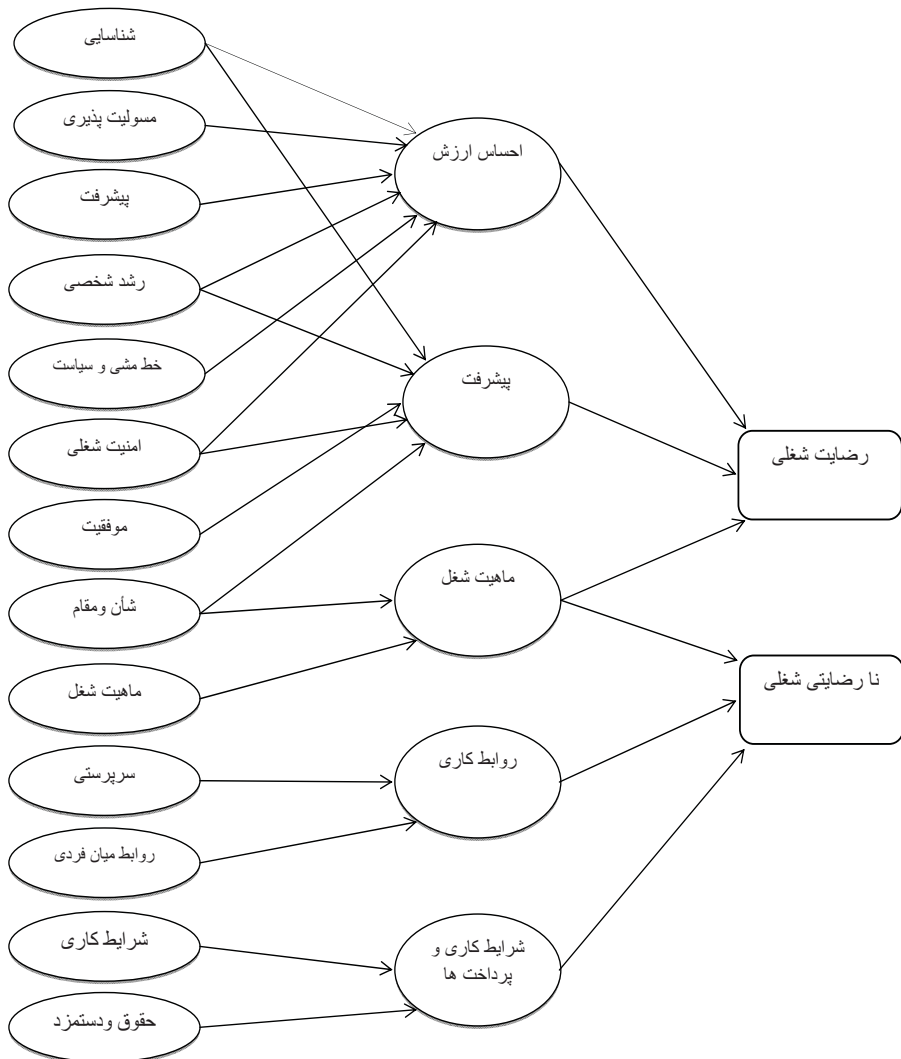 شناسایی
مسولیت پذیری
پیشرفت
رشد شخصی
خط مشی و سیاست
امنیت شغلی
موفقیت
شأن ومقام
ماهیت شغل
سرپرستی
روابط میان فردی
شرایط کاری
حقوق ودستمزد
احساس ارزش
پیشرفت
ماهیت شغل
روابط کاری
شرایط کاری و
پرداخت ها
رضایت شغلی
نا رضایتی شغلی